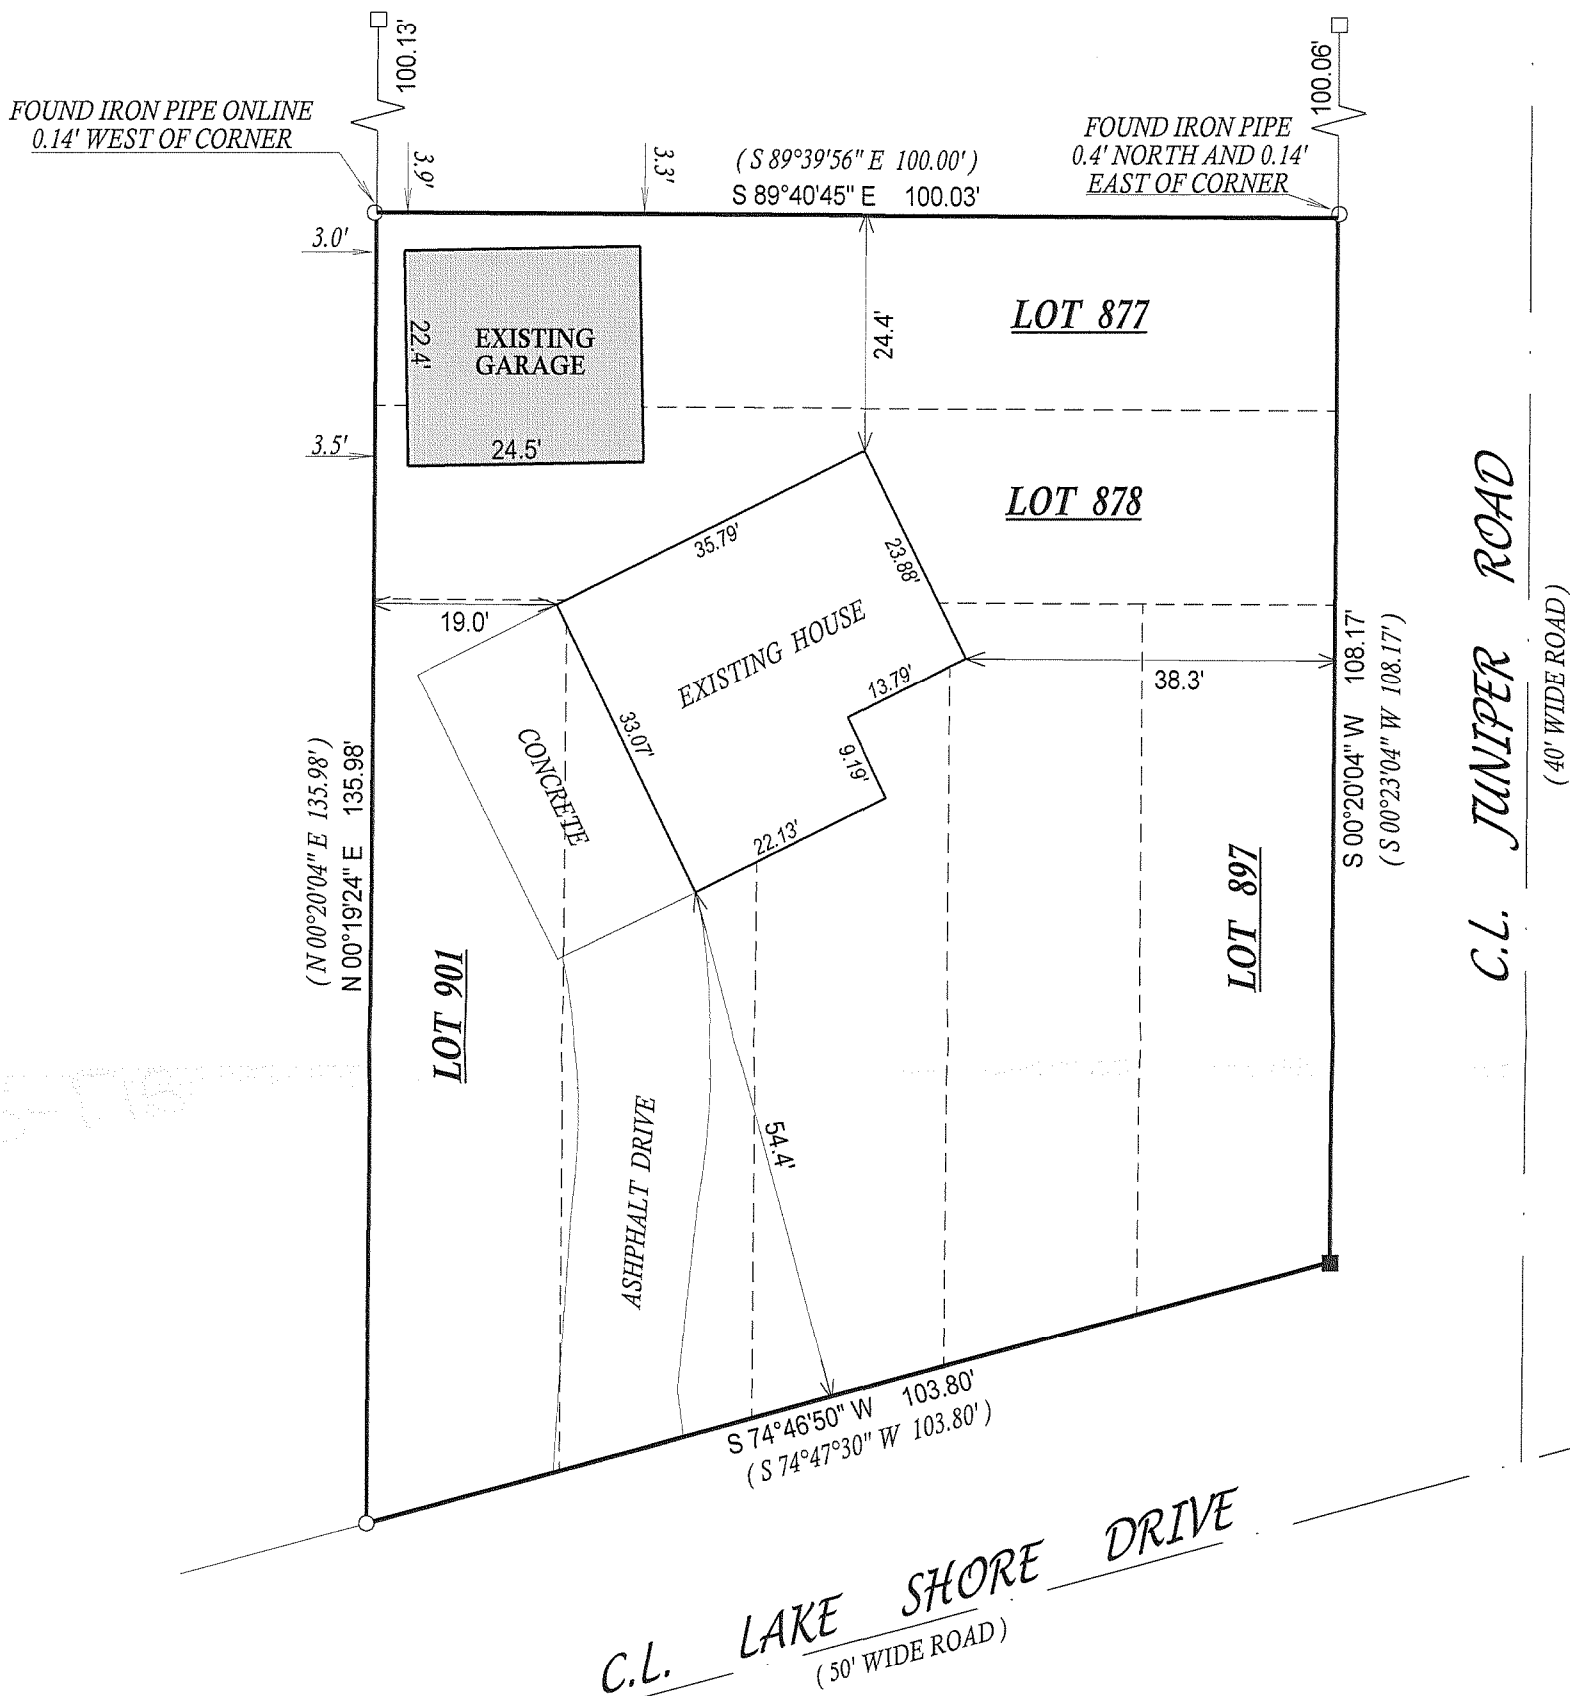 100.13'
100.06'
FOUND IRON PIPE ONLINE
0.14' WEST OF CORNER
FOUND IRON PIPE
0.4' NORTH AND 0.14'
EAST OF CORNER
3.9'
3.3'
( S 89°39'56" E 100.00' )
S 89°40'45" E 100.03'
3.0'
22.4'
EXISTING
GARAGE
24.5'
3.5'
24.4'
LOT 877
LOT 878
35.79'
23.88'
19.0'
EXISTING HOUSE
13.79'
38.3'
9.19'
33.07'
22.13'
CONCRETE
( N 00°20'04" E 135.98' )
N 00°19'24" E 135.98'
S 00°20'04" W 108.17'
( S 00°23'04" W 108.17' )
C.L. JUNIPER ROAD
( 40' WIDE ROAD )
LOT 901
LOT 897
ASHPHALT DRIVE
54.4'
S 74°46'50" W 103.80'
( S 74°47'30" W 103.80' )
C.L. LAKE SHORE DRIVE
( 50' WIDE ROAD )